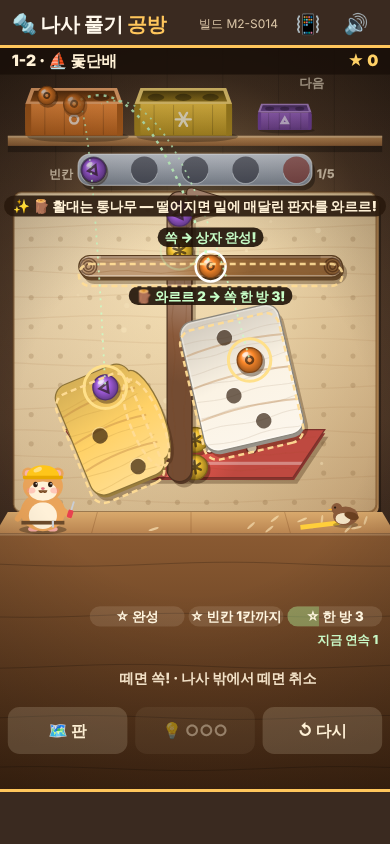 나사 풀기 공방
빌드 M2-S014
1-2 · ⛵ 돛단배
★ 0
다음
빈칸
1/5
✨ 🪵 활대는 통나무 — 떨어지면 밑에 매달린 판자를 와르르!
쏙 → 상자 완성!
🪵 와르르 2 → 쏙 한 방 3!
☆ 완성
☆ 빈칸 1칸까지
☆ 한 방 3
지금 연속 1
떼면 쏙! · 나사 밖에서 떼면 취소
🗺️ 판
💡 ○○○
↺ 다시